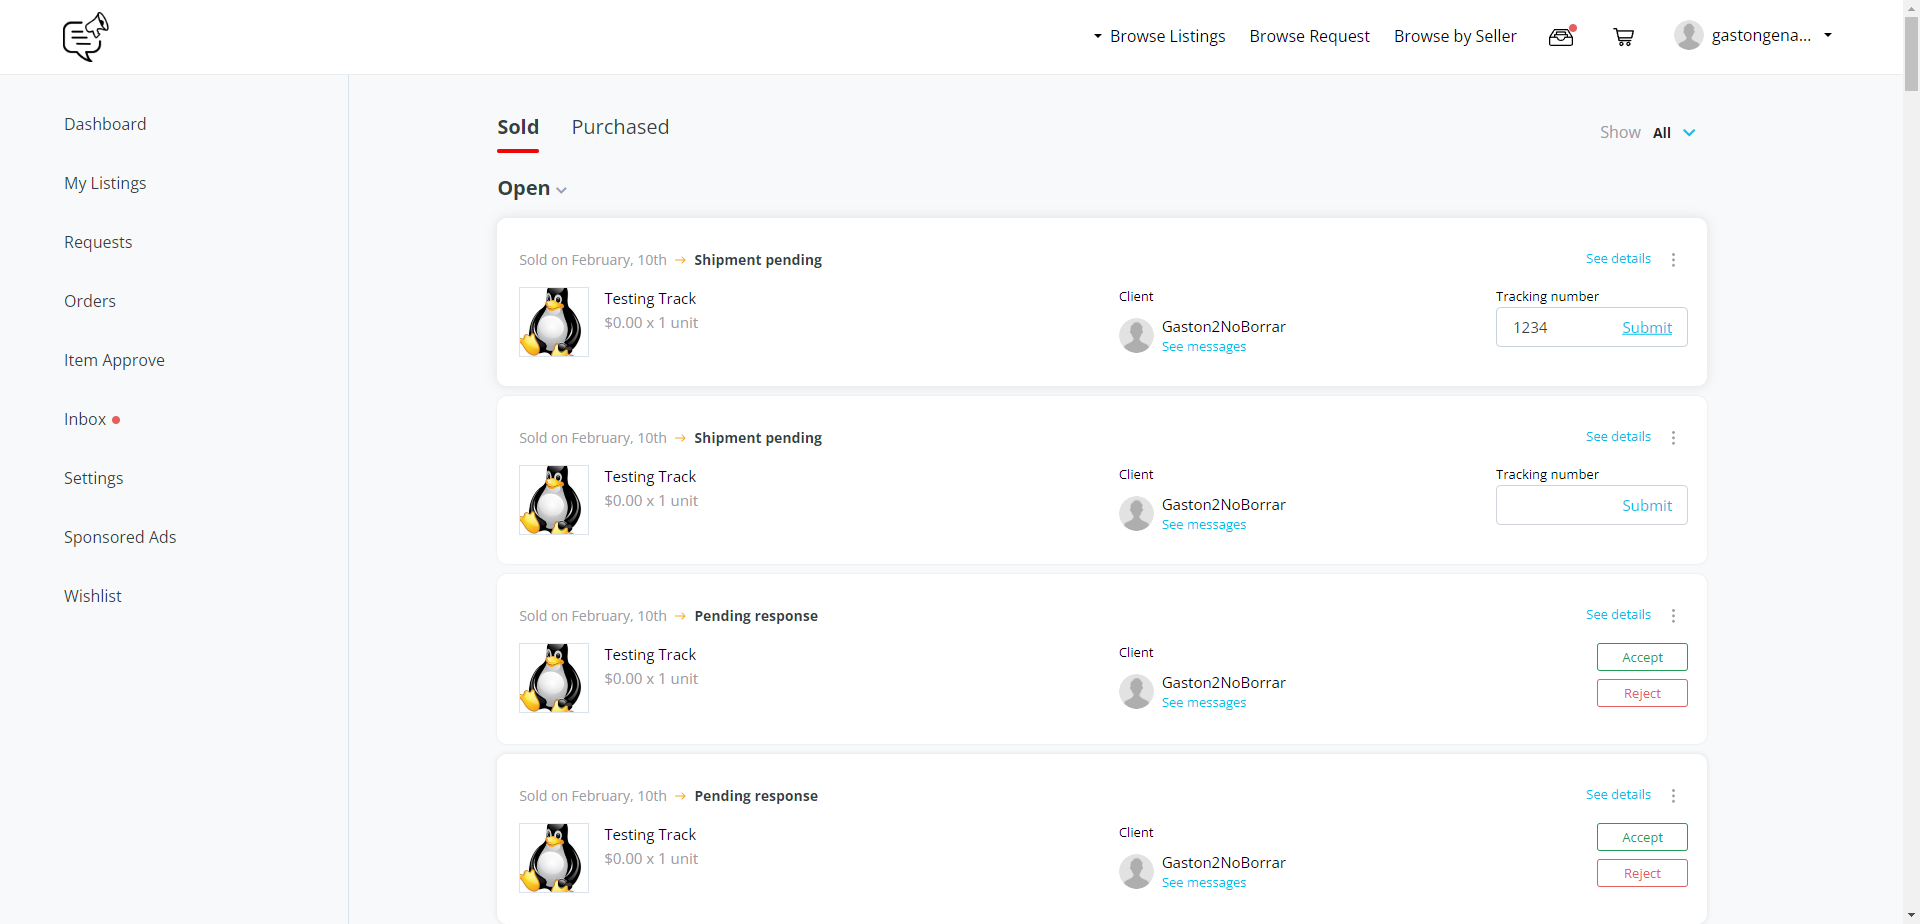 Browse Listings Browse Request Browse by Seller gastongena...
Dashboard
My Listings
Requests
Orders
Item Approve
Inbox
Settings
Sponsored Ads
Wishlist
Sold Purchased
Show All
Open
Sold on February, 10th → Shipment pending
See details
Testing Track
$0.00 x 1 unit
Client
Gaston2NoBorrar
See messages
Tracking number
1234 Submit
Sold on February, 10th → Shipment pending
See details
Testing Track
$0.00 x 1 unit
Client
Gaston2NoBorrar
See messages
Tracking number
Submit
Sold on February, 10th → Pending response
See details
Testing Track
$0.00 x 1 unit
Client
Gaston2NoBorrar
See messages
Accept
Reject
Sold on February, 10th → Pending response
See details
Testing Track
$0.00 x 1 unit
Client
Gaston2NoBorrar
See messages
Accept
Reject